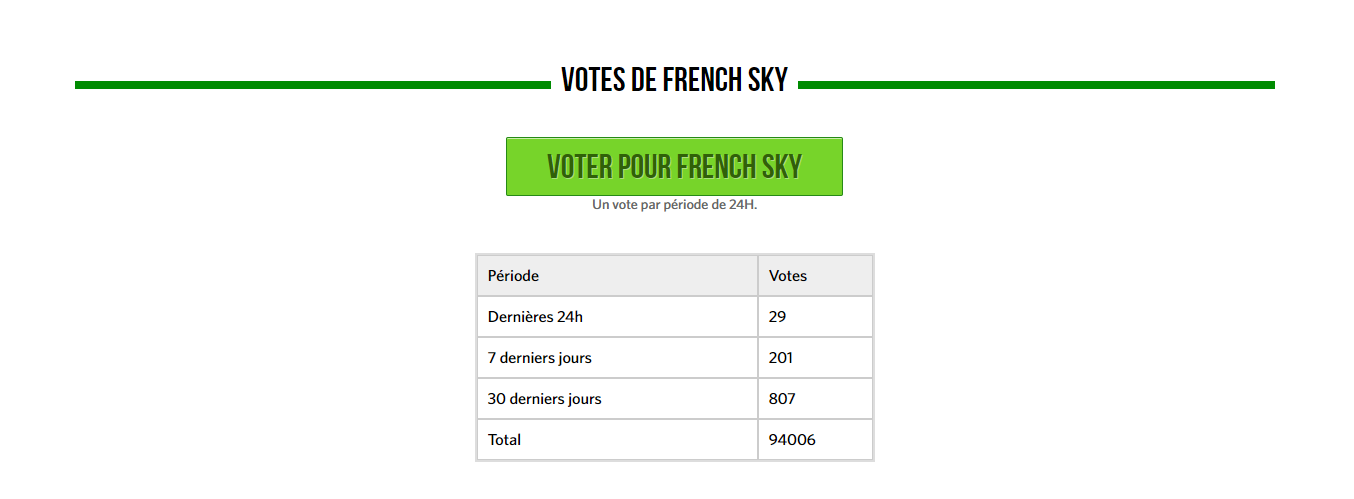 VOTES DE FRENCH SKY
VOTER POUR FRENCH SKY
Un vote par période de 24H.
Période Votes
Dernières 24h 29
7 derniers jours 201
30 derniers jours 807
Total 94006